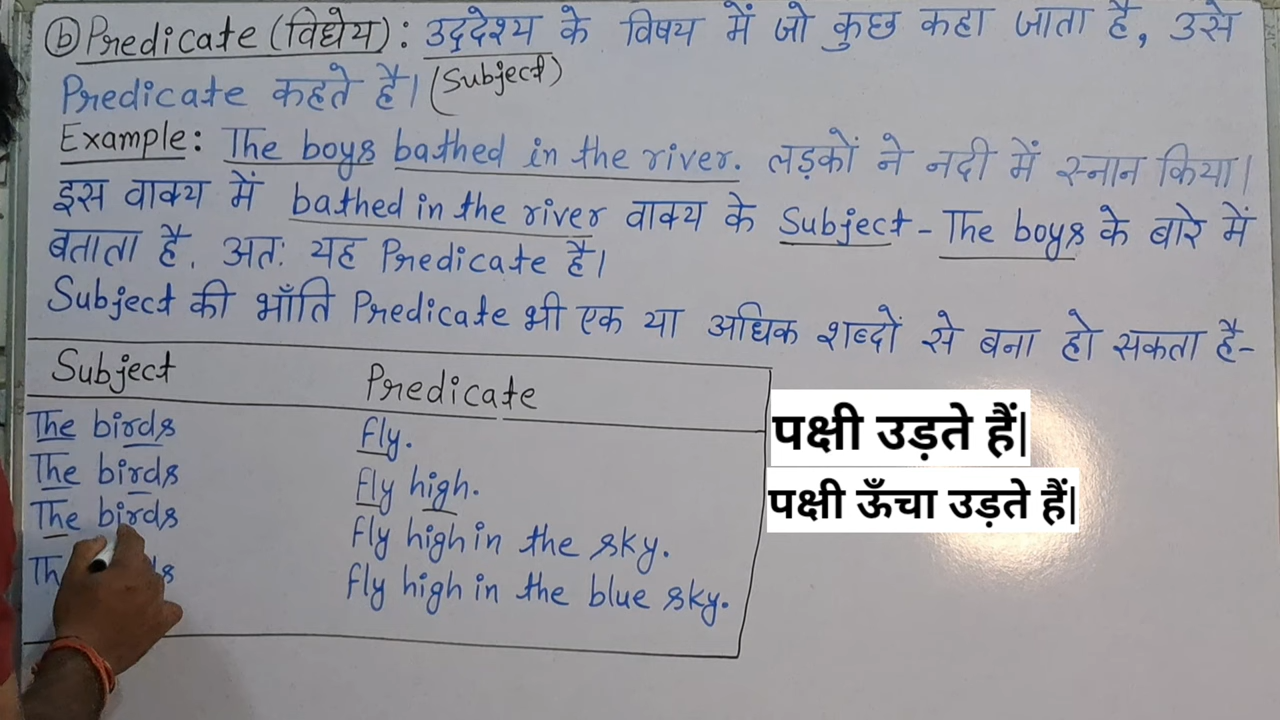 ⓑ Predicate (विधेय) : उद्देश्य के विषय में जो कुछ कहा जाता है, उसे
Predicate कहते है। (Subject)
Example: The boys bathed in the river. लड़कों ने नदी में स्नान किया।
इस वाक्य में bathed in the river वाक्य के Subject - The boys के बारे में
बताता है. अतः यह Predicate है।
Subject की भाँति Predicate भी एक या अधिक शब्दों से बना हो सकता है-
Subject Predicate
The birds fly.
The birds fly high.
The birds fly high in the sky.
fly high in the blue sky.
पक्षी उड़ते हैं|
पक्षी ऊँचा उड़ते हैं|